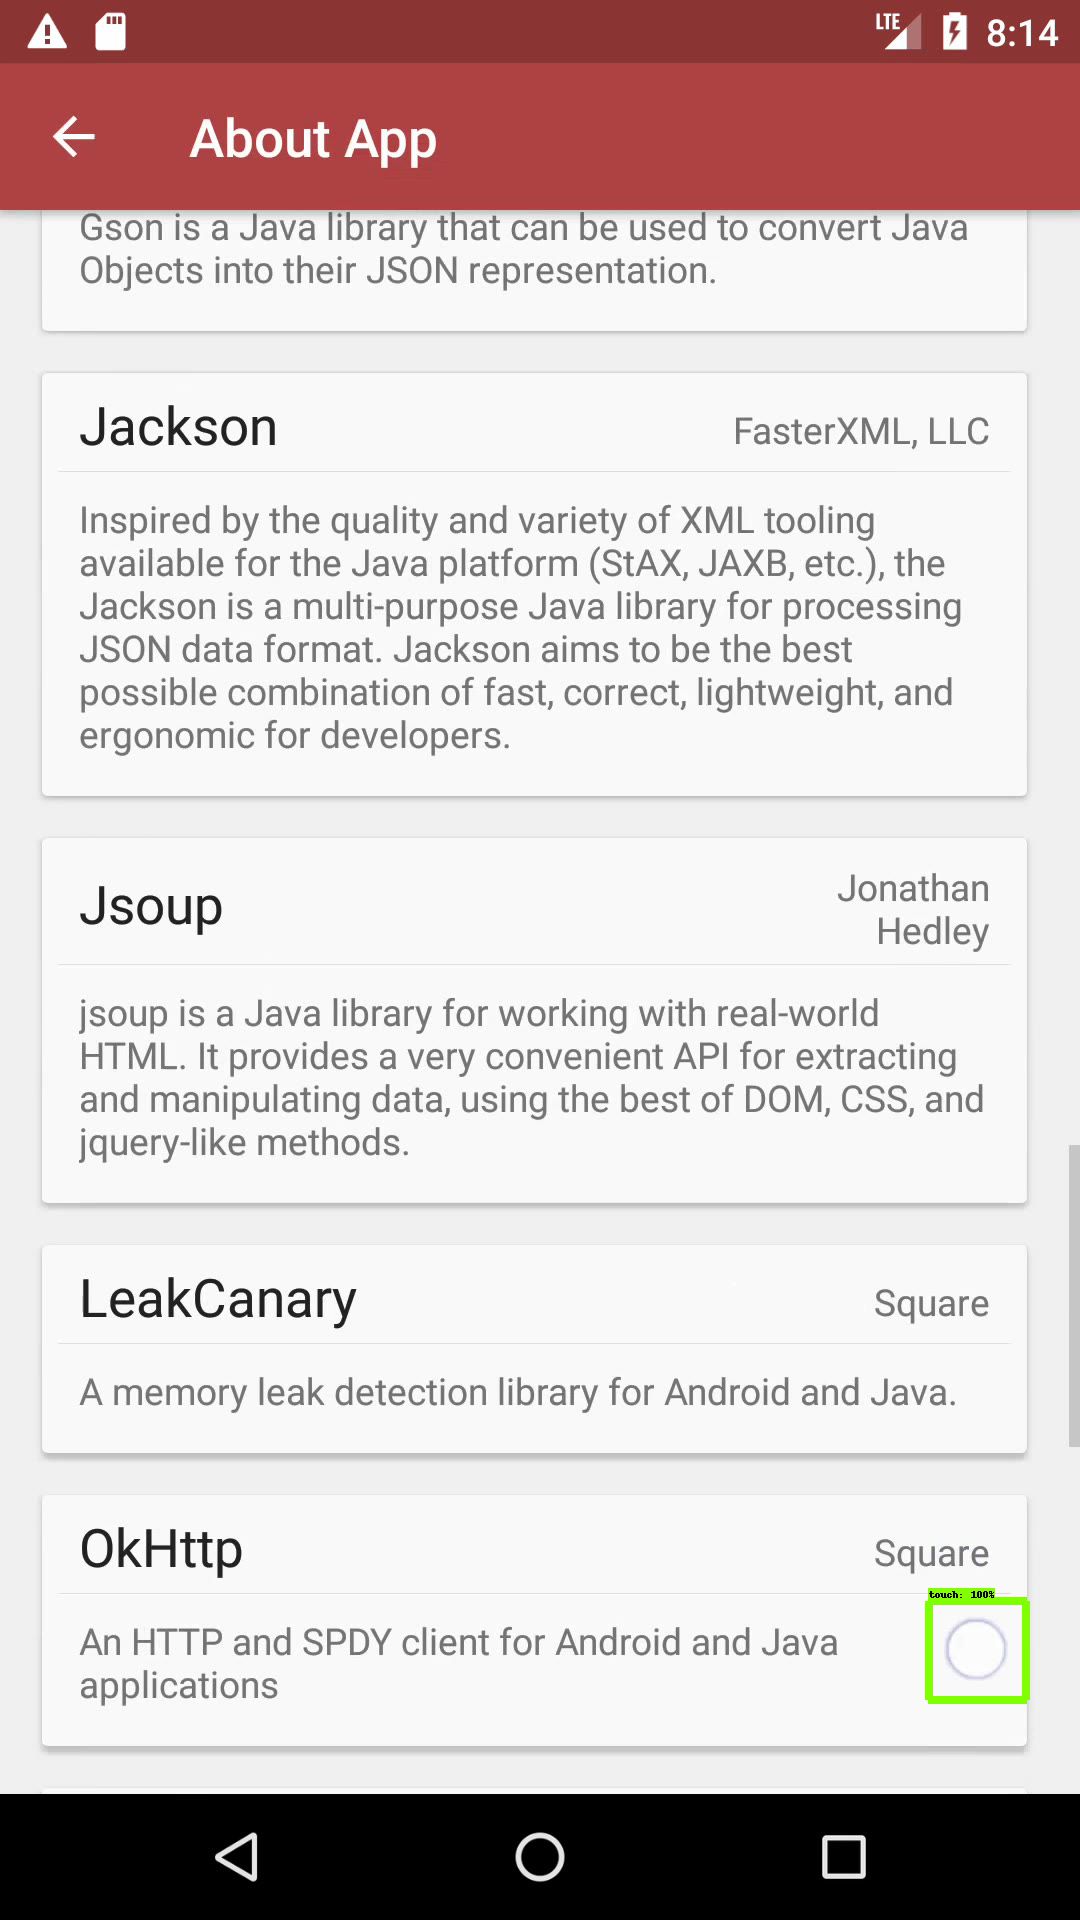 LTE 8:14
About App
Gson is a Java library that can be used to convert Java
Objects into their JSON representation.
Jackson
FasterXML, LLC
Inspired by the quality and variety of XML tooling
available for the Java platform (StAX, JAXB, etc.), the
Jackson is a multi-purpose Java library for processing
JSON data format. Jackson aims to be the best
possible combination of fast, correct, lightweight, and
ergonomic for developers.
Jsoup
Jonathan
Hedley
jsoup is a Java library for working with real-world
HTML. It provides a very convenient API for extracting
and manipulating data, using the best of DOM, CSS, and
jquery-like methods.
LeakCanary
Square
A memory leak detection library for Android and Java.
OkHttp
Square
touch: 100%
An HTTP and SPDY client for Android and Java
applications